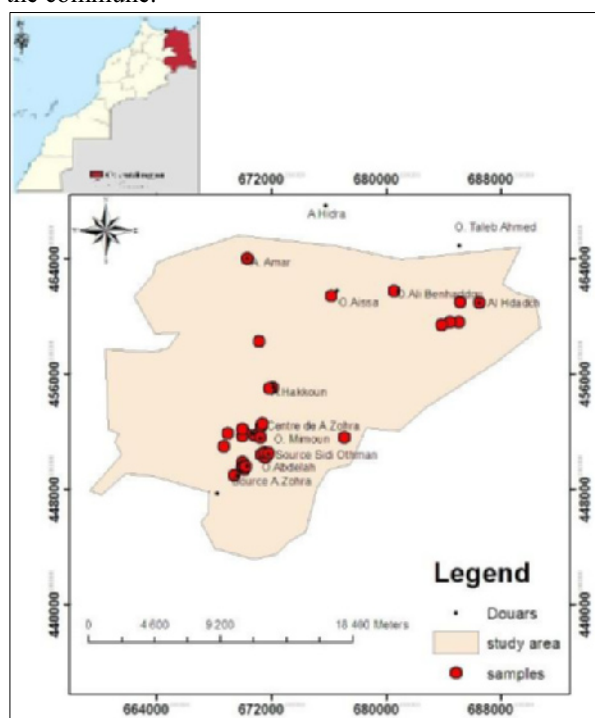 the commune.
672000 680000 688000
A.Hidra
O. Taleb Ahmed
464000 464000
A. Amar
O. Ali Benhaddou
O.Aissa
Al Hdadch
456000 456000
Hakkoun
Centre de A.Zohra
O. Mimoun
Source Sidi Othman
O.Abdelah
Source A.Zohra
448000 448000
Legend
Douars
440000 440000
0 4 600 9 200 18 400 Meters
study area
samples
664000 672000 680000 688000